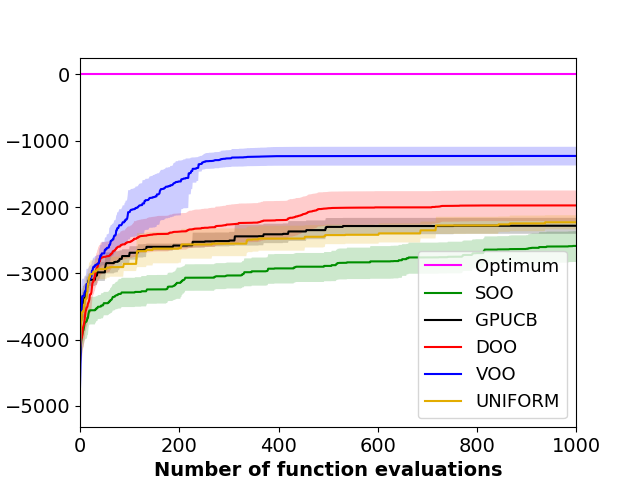 0
−1000
−2000
−3000
−4000
−5000
Optimum
SOO
GPUCB
DOO
VOO
UNIFORM
0 200 400 600 800 1000
Number of function evaluations